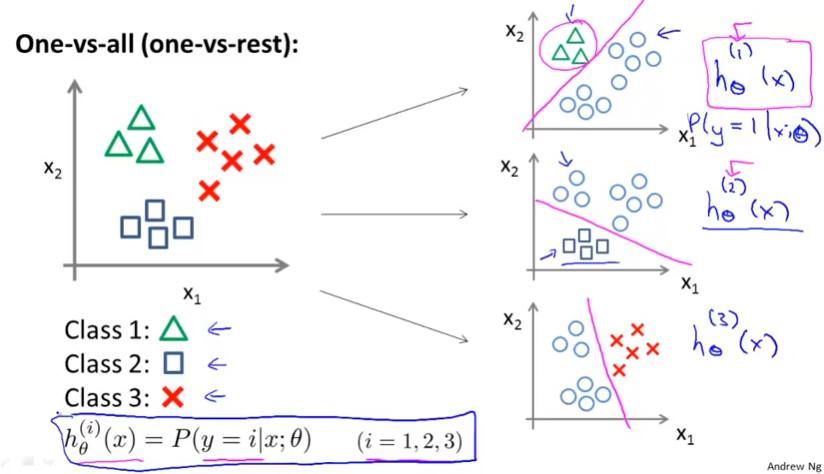 One-vs-all (one-vs-rest):
x₂
x₁
Class 1:
Class 2:
Class 3:
h_θ^(i)(x) = P(y = i|x; θ) (i = 1, 2, 3)
x₂
x₁
h_θ^(1)(x)
P(y = 1 | x; θ)
x₂
x₁
h_θ^(2)(x)
x₂
x₁
h_θ^(3)(x)
Andrew Ng